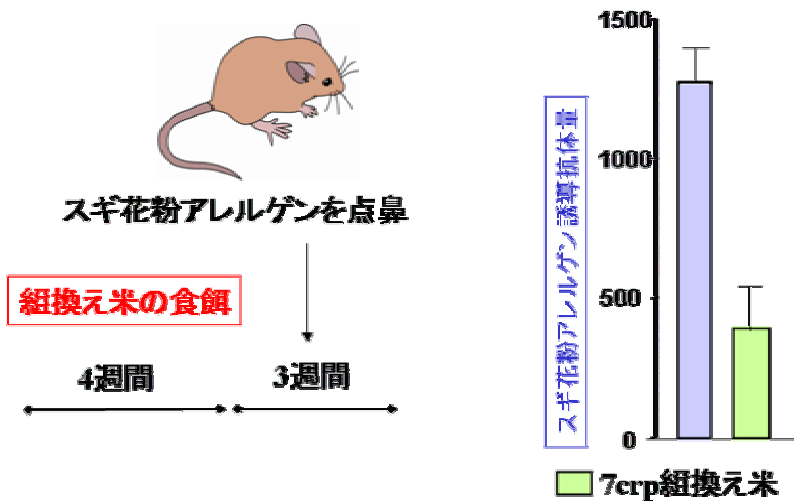 スギ花粉アレルゲンを点鼻
組換え米の食餌
4週間
3週間
スギ花粉アレルゲン誘導抗体量
1500
1000
500
0
7crp組換え米